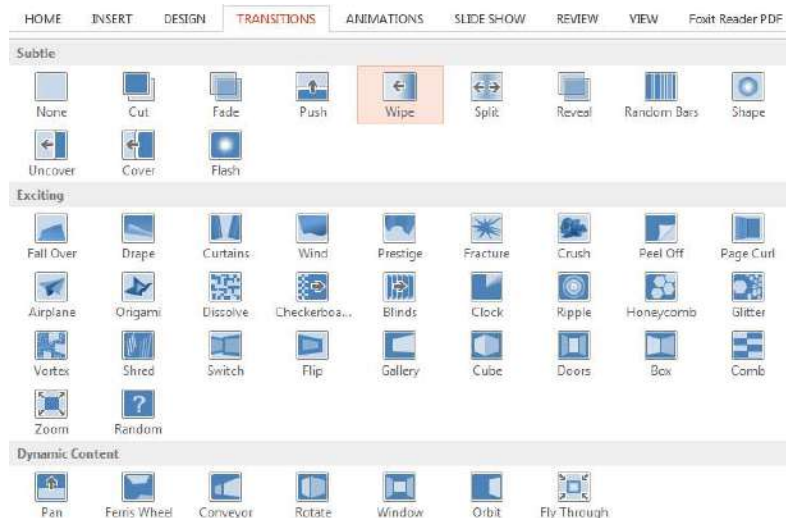 HOME INSERT DESIGN TRANSITIONS ANIMATIONS SLIDE SHOW REVIEW VIEW Foxit Reader PDF
Subtle
None Cut Fade Push Wipe Split Reveal Random Bars Shape
Uncover Cover Flash
Exciting
Fall Over Drape Curtains Wind Prestige Fracture Crush Peel Off Page Curl
Airplane Origami Dissolve Checkerboa... Blinds Clock Ripple Honeycomb Glitter
Vortex Shred Switch Flip Gallery Cube Doors Box Comb
Zoom Random
Dynamic Content
Pan Ferris Wheel Conveyor Rotate Window Orbit Fly Through